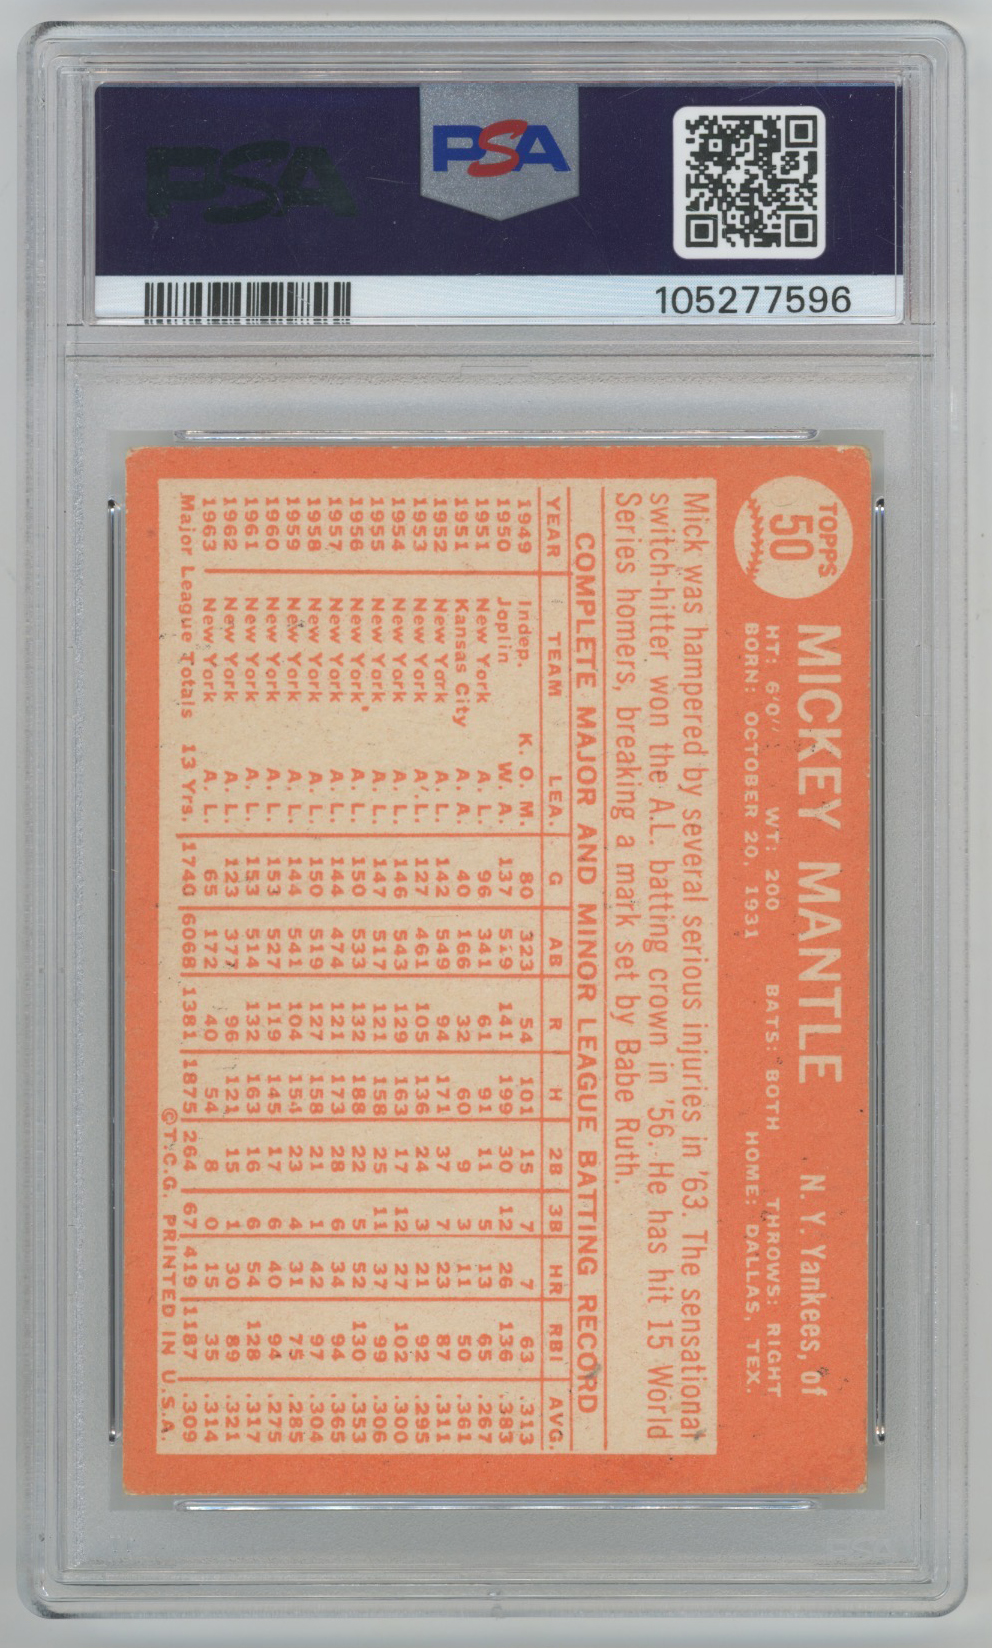 PSA
PSA
105277596
TOPPS
50
MICKEY MANTLE N. Y. Yankees, of
HT: 6'0" WT: 200 BATS: BOTH THROWS: RIGHT
BORN: OCTOBER 20, 1931 HOME: DALLAS, TEX.
Mick was hampered by several serious injuries in '63. The sensational
switch-hitter won the A.L. batting crown in '56. He has hit 15 World
Series homers, breaking a mark set by Babe Ruth.
COMPLETE MAJOR AND MINOR LEAGUE BATTING RECORD
YEAR TEAM LEA. G AB R H 2B 3B HR RBI AVG.
1949 Indep. K. O. M. 80 323 54 101 15 7 7 63 .313
1950 Joplin W. A. 137 519 141 199 30 12 26 136 .383
1951 New York A. L. 96 341 61 91 11 5 13 65 .267
1951 Kansas City A. A. 40 166 32 60 9 3 11 50 .361
1952 New York A. L. 142 549 94 171 37 7 23 87 .311
1953 New York A. L. 127 461 105 136 24 3 21 92 .295
1954 New York A. L. 146 543 129 163 17 12 27 102 .300
1955 New York A. L. 147 517 121 158 25 11 37 99 .306
1956 New York A. L. 150 533 132 188 22 5 52 130 .353
1957 New York A. L. 144 474 121 173 28 6 34 94 .365
1958 New York A. L. 150 519 127 158 21 1 42 97 .304
1959 New York A. L. 144 541 104 154 23 4 31 75 .285
1960 New York A. L. 153 527 119 145 17 6 40 94 .275
1961 New York A. L. 153 514 132 163 16 6 54 128 .317
1962 New York A. L. 123 377 96 121 15 1 30 89 .321
1963 New York A. L. 65 172 40 54 8 0 15 35 .314
Major League Totals 13 Yrs. 1740 6068 1381 1875 264 67 419 1187 .309
©T.C.G. PRINTED IN U.S.A.